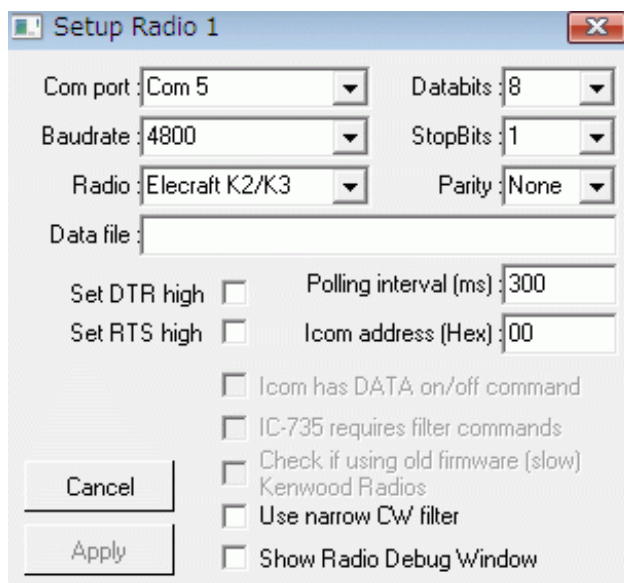 Setup Radio 1
Com port : Com 5 Databits : 8
Baudrate : 4800 StopBits : 1
Radio : Elecraft K2/K3 Parity : None
Data file :
Set DTR high Polling interval (ms) : 300
Set RTS high Icom address (Hex) : 00
Icom has DATA on/off command
IC-735 requires filter commands
Check if using old firmware (slow)
Kenwood Radios
Cancel
Use narrow CW filter
Apply
Show Radio Debug Window